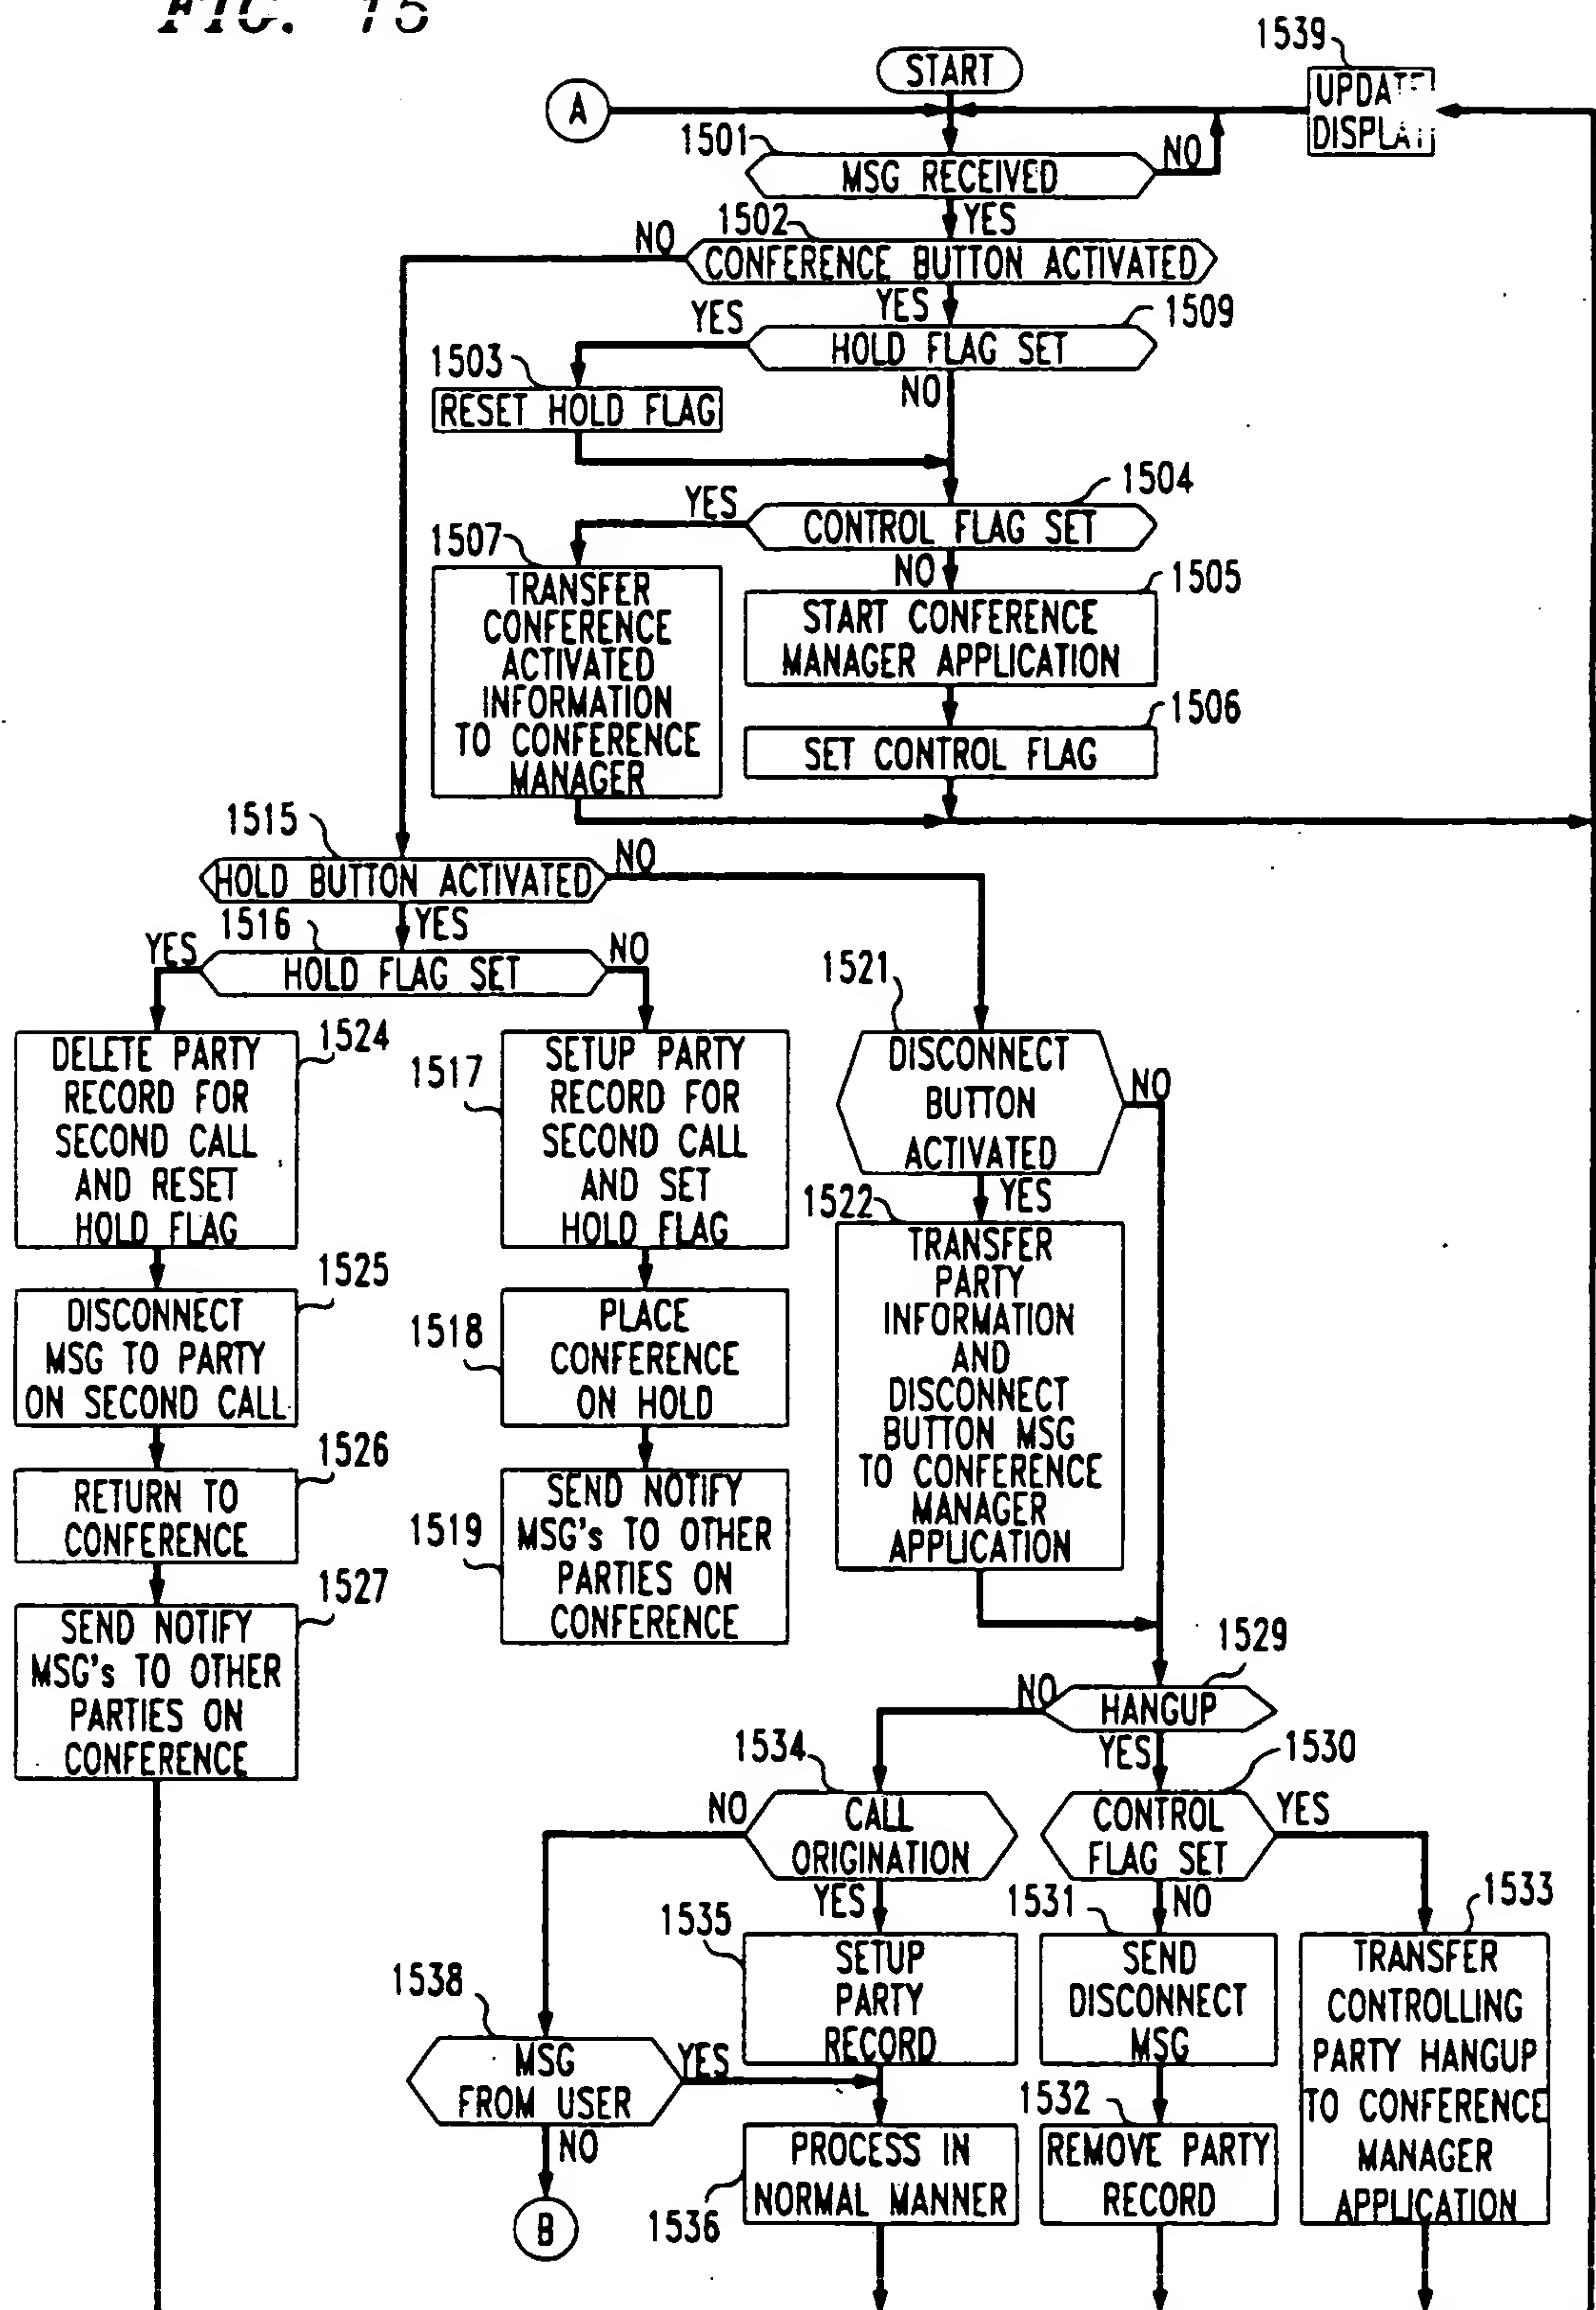 FIG. 15
1539
START
UPDATE
DISPLAY
A
1501
MSG RECEIVED
NO
YES
1502
NO
CONFERENCE BUTTON ACTIVATED
YES
1509
YES
HOLD FLAG SET
NO
1503
RESET HOLD FLAG
1504
YES
CONTROL FLAG SET
NO
1507
TRANSFER
CONFERENCE
ACTIVATED
INFORMATION
TO CONFERENCE
MANAGER
1505
START CONFERENCE
MANAGER APPLICATION
1506
SET CONTROL FLAG
1515
HOLD BUTTON ACTIVATED
NO
YES
1516
YES
HOLD FLAG SET
NO
1524
DELETE PARTY
RECORD FOR
SECOND CALL
AND RESET
HOLD FLAG
1525
DISCONNECT
MSG TO PARTY
ON SECOND CALL
1526
RETURN TO
CONFERENCE
1527
SEND NOTIFY
MSG's TO OTHER
PARTIES ON
CONFERENCE
1517
SETUP PARTY
RECORD FOR
SECOND CALL
AND SET
HOLD FLAG
1518
PLACE
CONFERENCE
ON HOLD
1519
SEND NOTIFY
MSG's TO OTHER
PARTIES ON
CONFERENCE
1521
DISCONNECT
BUTTON
ACTIVATED
NO
YES
1522
TRANSFER
PARTY
INFORMATION
AND
DISCONNECT
BUTTON MSG
TO CONFERENCE
MANAGER
APPLICATION
1529
NO
HANGUP
YES
1534
NO
CALL
ORIGINATION
YES
1530
CONTROL
FLAG SET
YES
NO
1535
SETUP
PARTY
RECORD
1531
SEND
DISCONNECT
MSG
1533
TRANSFER
CONTROLLING
PARTY HANGUP
TO CONFERENCE
MANAGER
APPLICATION
1538
MSG
FROM USER
YES
NO
B
1536
PROCESS IN
NORMAL MANNER
1532
REMOVE PARTY
RECORD